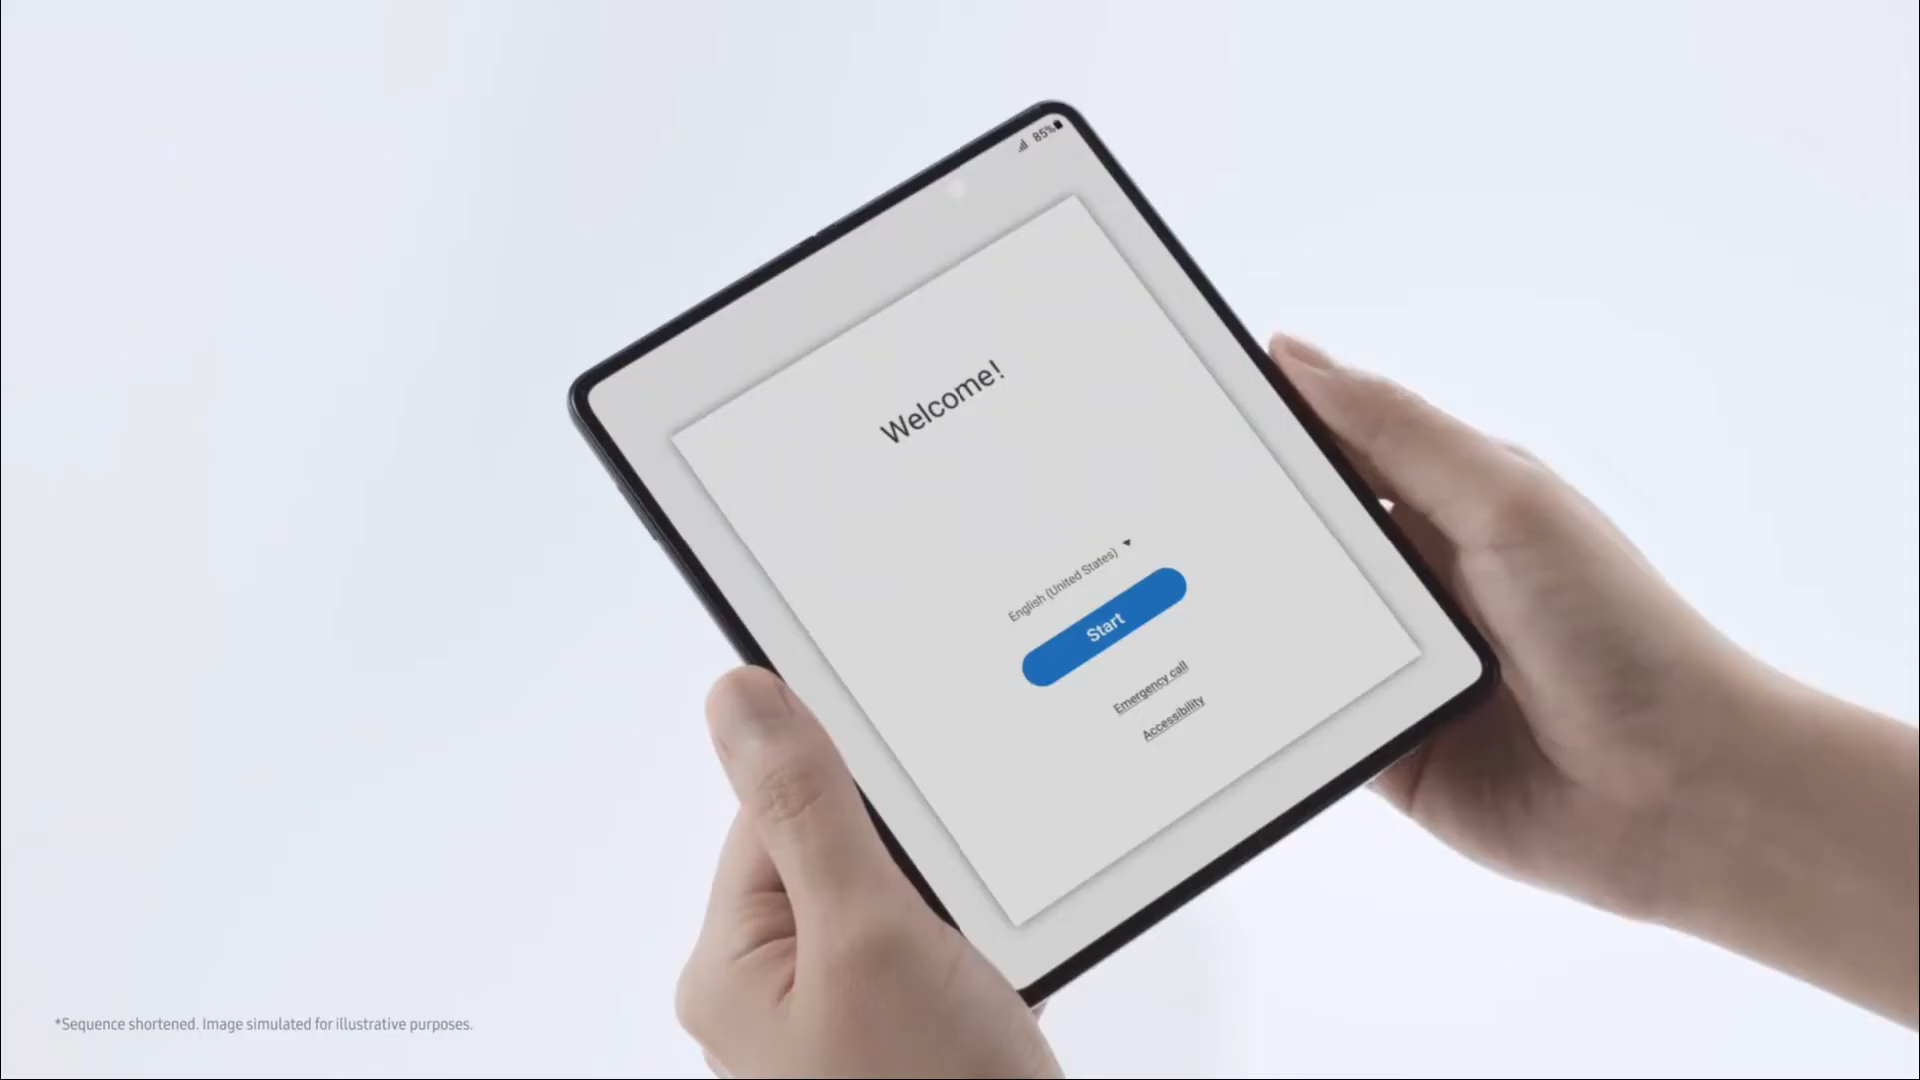 85%
Welcome!
English (United States)
Start
Emergency call
Accessibility
*Sequence shortened. Image simulated for illustrative purposes.